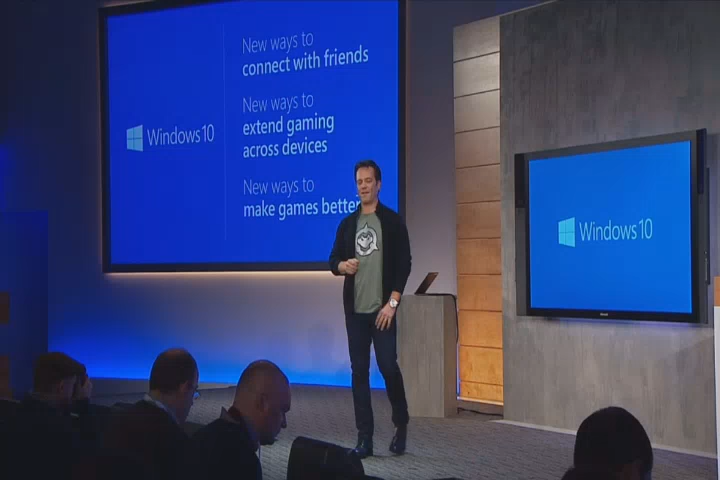 New ways to
connect with friends
New ways to
extend gaming
across devices
New ways to
make games better
Windows 10
Windows 10